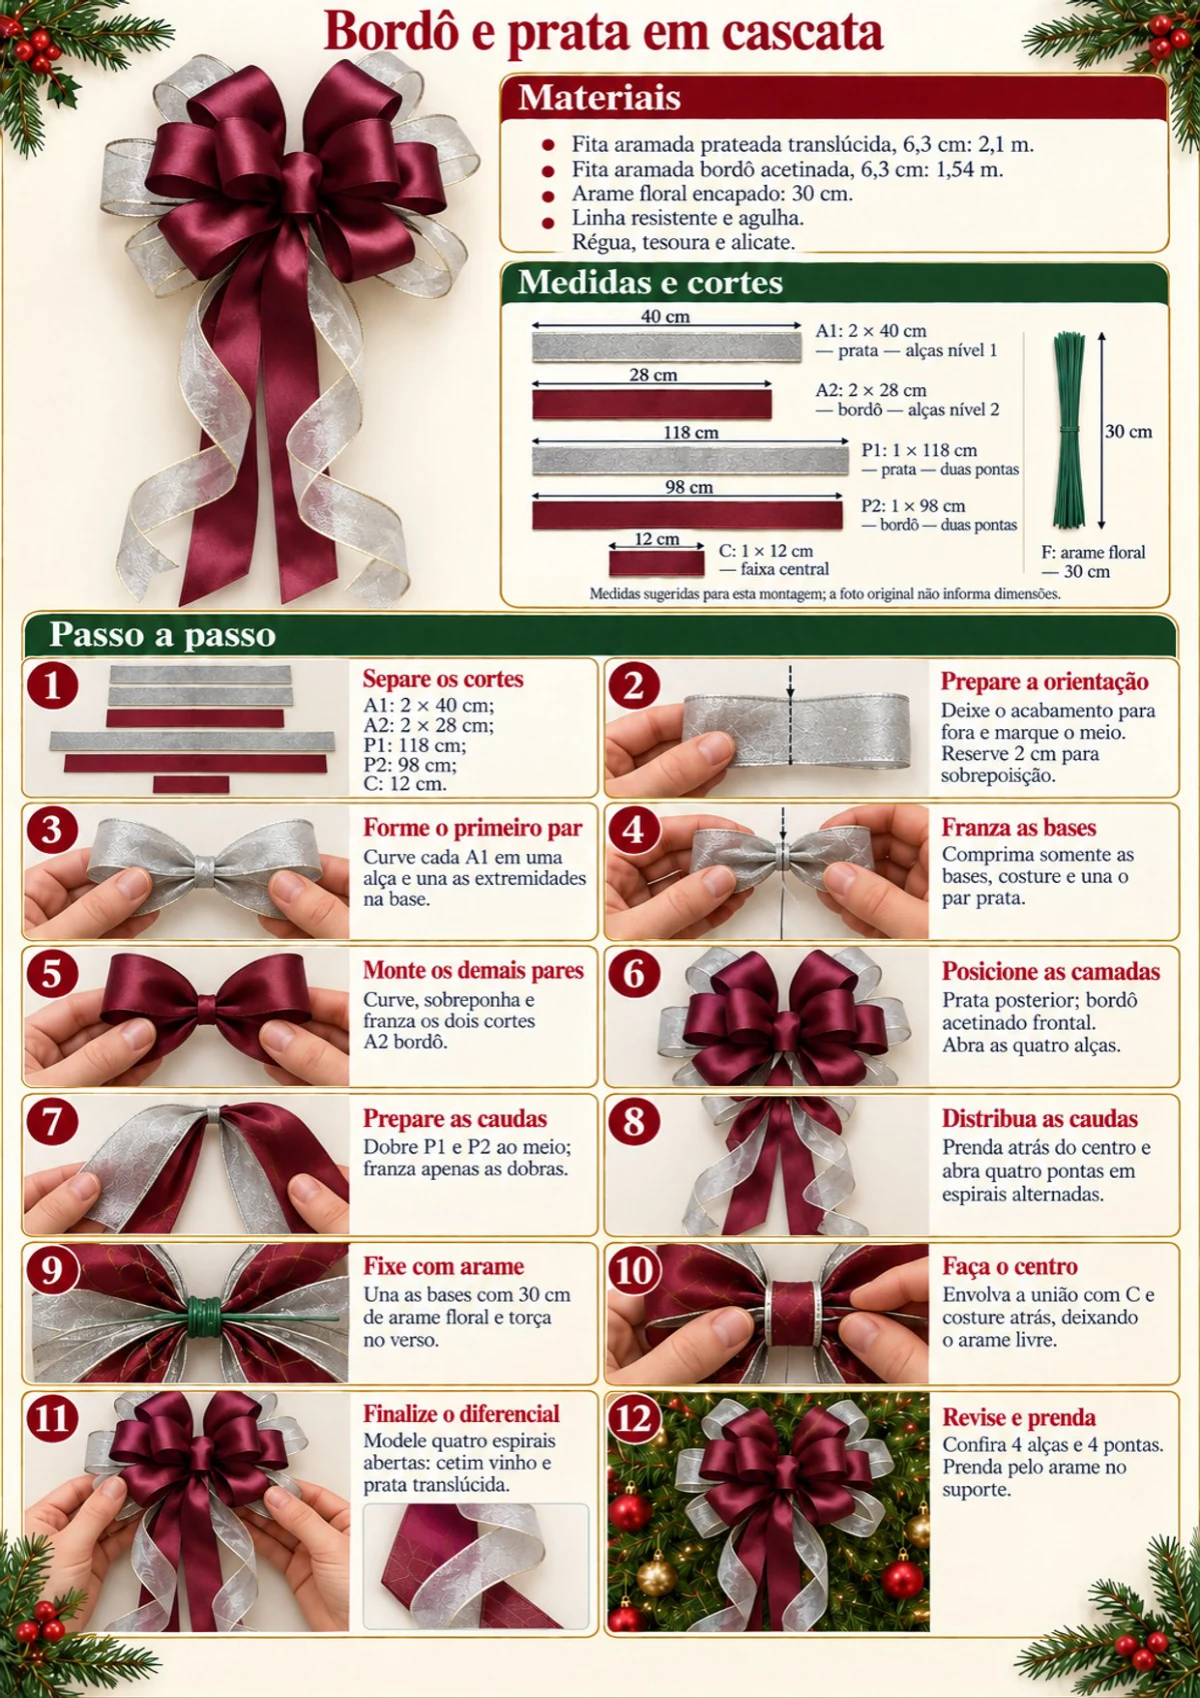 Bordô e prata em cascata
Materiais
Fita aramada prateada translúcida, 6,3 cm: 2,1 m.
Fita aramada bordô acetinada, 6,3 cm: 1,54 m.
Arame floral encapado: 30 cm.
Linha resistente e agulha.
Régua, tesoura e alicate.
Medidas e cortes
40 cm
A1: 2 × 40 cm
— prata — alças nível 1
28 cm
A2: 2 × 28 cm
— bordô — alças nível 2
118 cm
P1: 1 × 118 cm
— prata — duas pontas
98 cm
P2: 1 × 98 cm
— bordô — duas pontas
12 cm
C: 1 × 12 cm
— faixa central
30 cm
F: arame floral
— 30 cm
Medidas sugeridas para esta montagem; a foto original não informa dimensões.
Passo a passo
1
Separe os cortes
A1: 2 × 40 cm;
A2: 2 × 28 cm;
P1: 118 cm;
P2: 98 cm;
C: 12 cm.
2
Prepare a orientação
Deixe o acabamento para
fora e marque o meio.
Reserve 2 cm para
sobrepoisção.
3
Forme o primeiro par
Curve cada A1 em uma
alça e una as extremidades
na base.
4
Franza as bases
Comprima somente as
bases, costure e una o
par prata.
5
Monte os demais pares
Curve, sobreponha e
franza os dois cortes
A2 bordô.
6
Posicione as camadas
Prata posterior; bordô
acetinado frontal.
Abra as quatro alças.
7
Prepare as caudas
Dobre P1 e P2 ao meio;
franza apenas as dobras.
8
Distribua as caudas
Prenda atrás do centro e
abra quatro pontas em
espirais alternadas.
9
Fixe com arame
Una as bases com 30 cm
de arame floral e torça
no verso.
10
Faça o centro
Envolva a união com C e
costure atrás, deixando
o arame livre.
11
Finalize o diferencial
Modele quatro espirais
abertas: cetim vinho e
prata translúcida.
12
Revise e prenda
Confira 4 alças e 4 pontas.
Prenda pelo arame no
suporte.